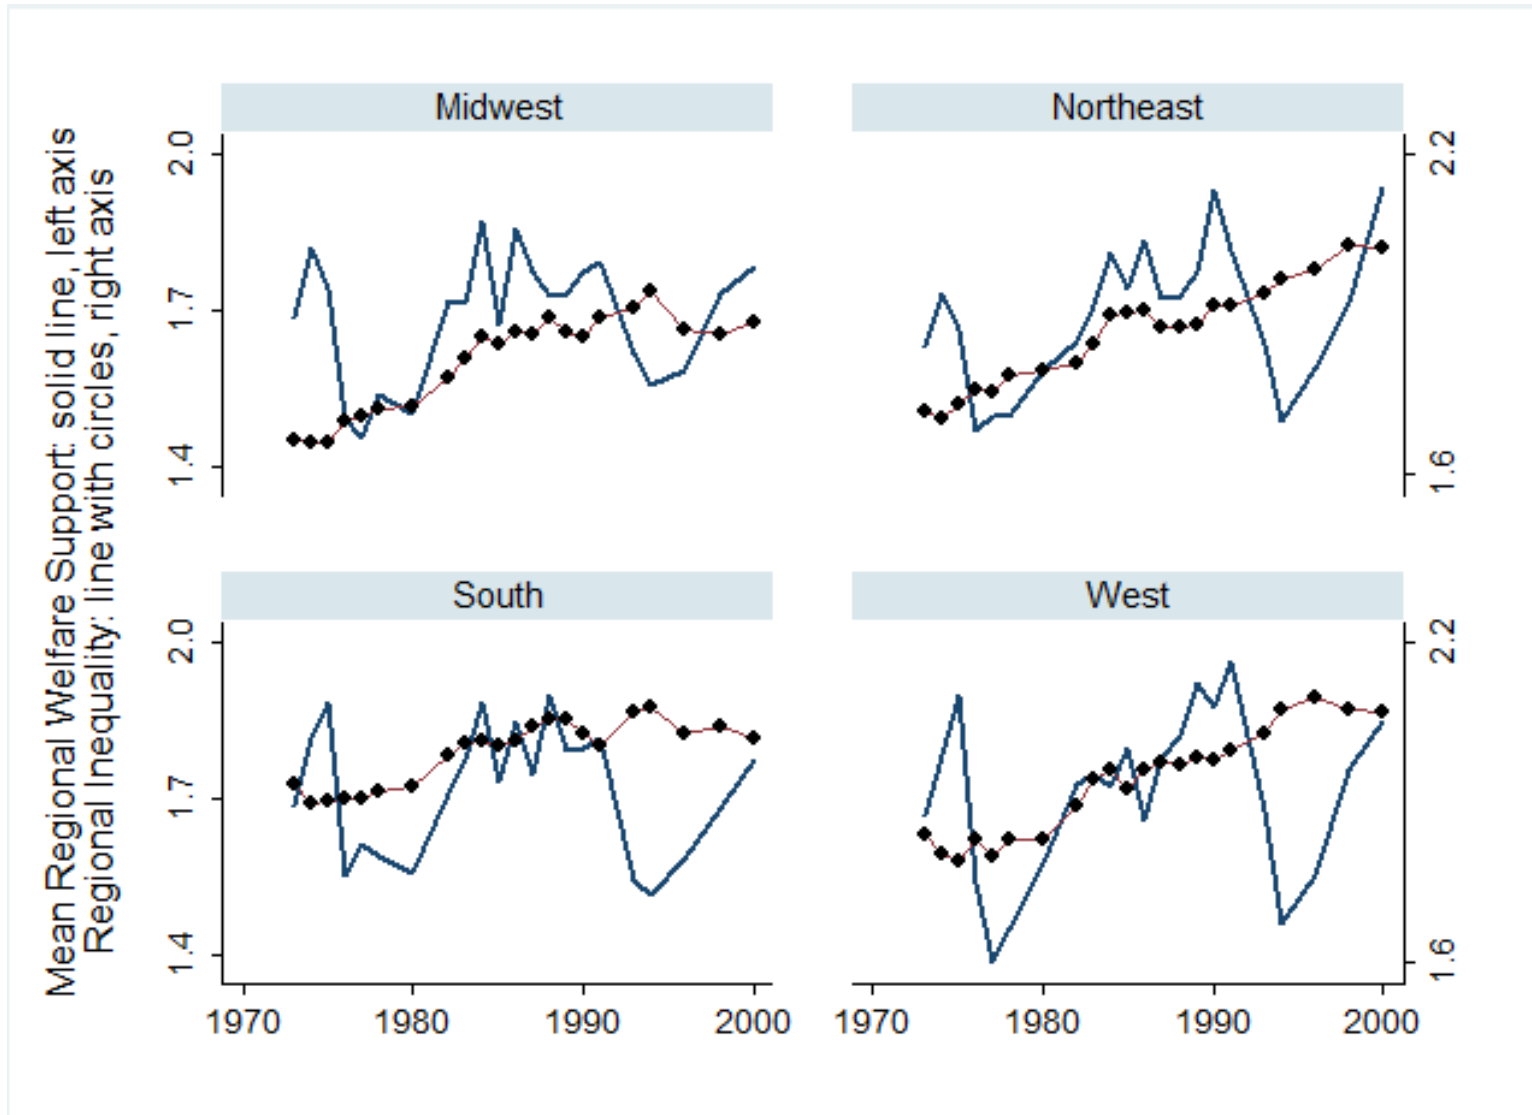 Mean Regional Welfare Support: solid line, left axis
Regional Inequality: line with circles, right axis
Midwest
2.0
1.7
1.4
Northeast
2.2
1.6
South
2.0
1.7
1.4
1970 1980 1990 2000
West
2.2
1.6
1970 1980 1990 2000